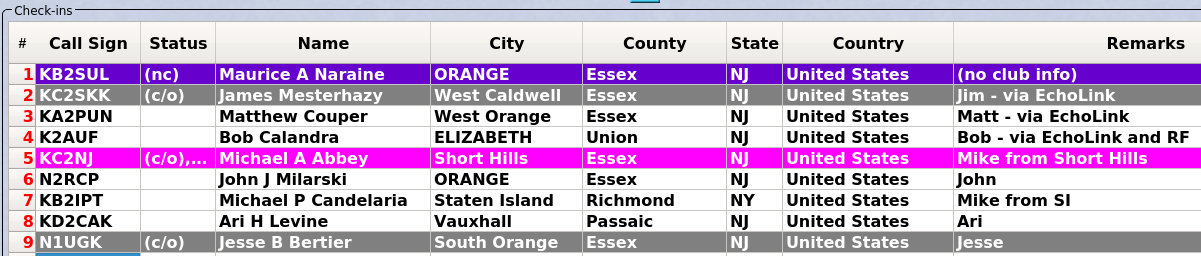 Check-ins
# Call Sign Status Name City County State Country Remarks
1 KB2SUL (nc) Maurice A Naraine ORANGE Essex NJ United States (no club info)
2 KC2SKK (c/o) James Mesterhazy West Caldwell Essex NJ United States Jim - via EchoLink
3 KA2PUN Matthew Couper West Orange Essex NJ United States Matt - via EchoLink
4 K2AUF Bob Calandra ELIZABETH Union NJ United States Bob - via EchoLink and RF
5 KC2NJ (c/o),... Michael A Abbey Short Hills Essex NJ United States Mike from Short Hills
6 N2RCP John J Milarski ORANGE Essex NJ United States John
7 KB2IPT Michael P Candelaria Staten Island Richmond NY United States Mike from SI
8 KD2CAK Ari H Levine Vauxhall Passaic NJ United States Ari
9 N1UGK (c/o) Jesse B Bertier South Orange Essex NJ United States Jesse